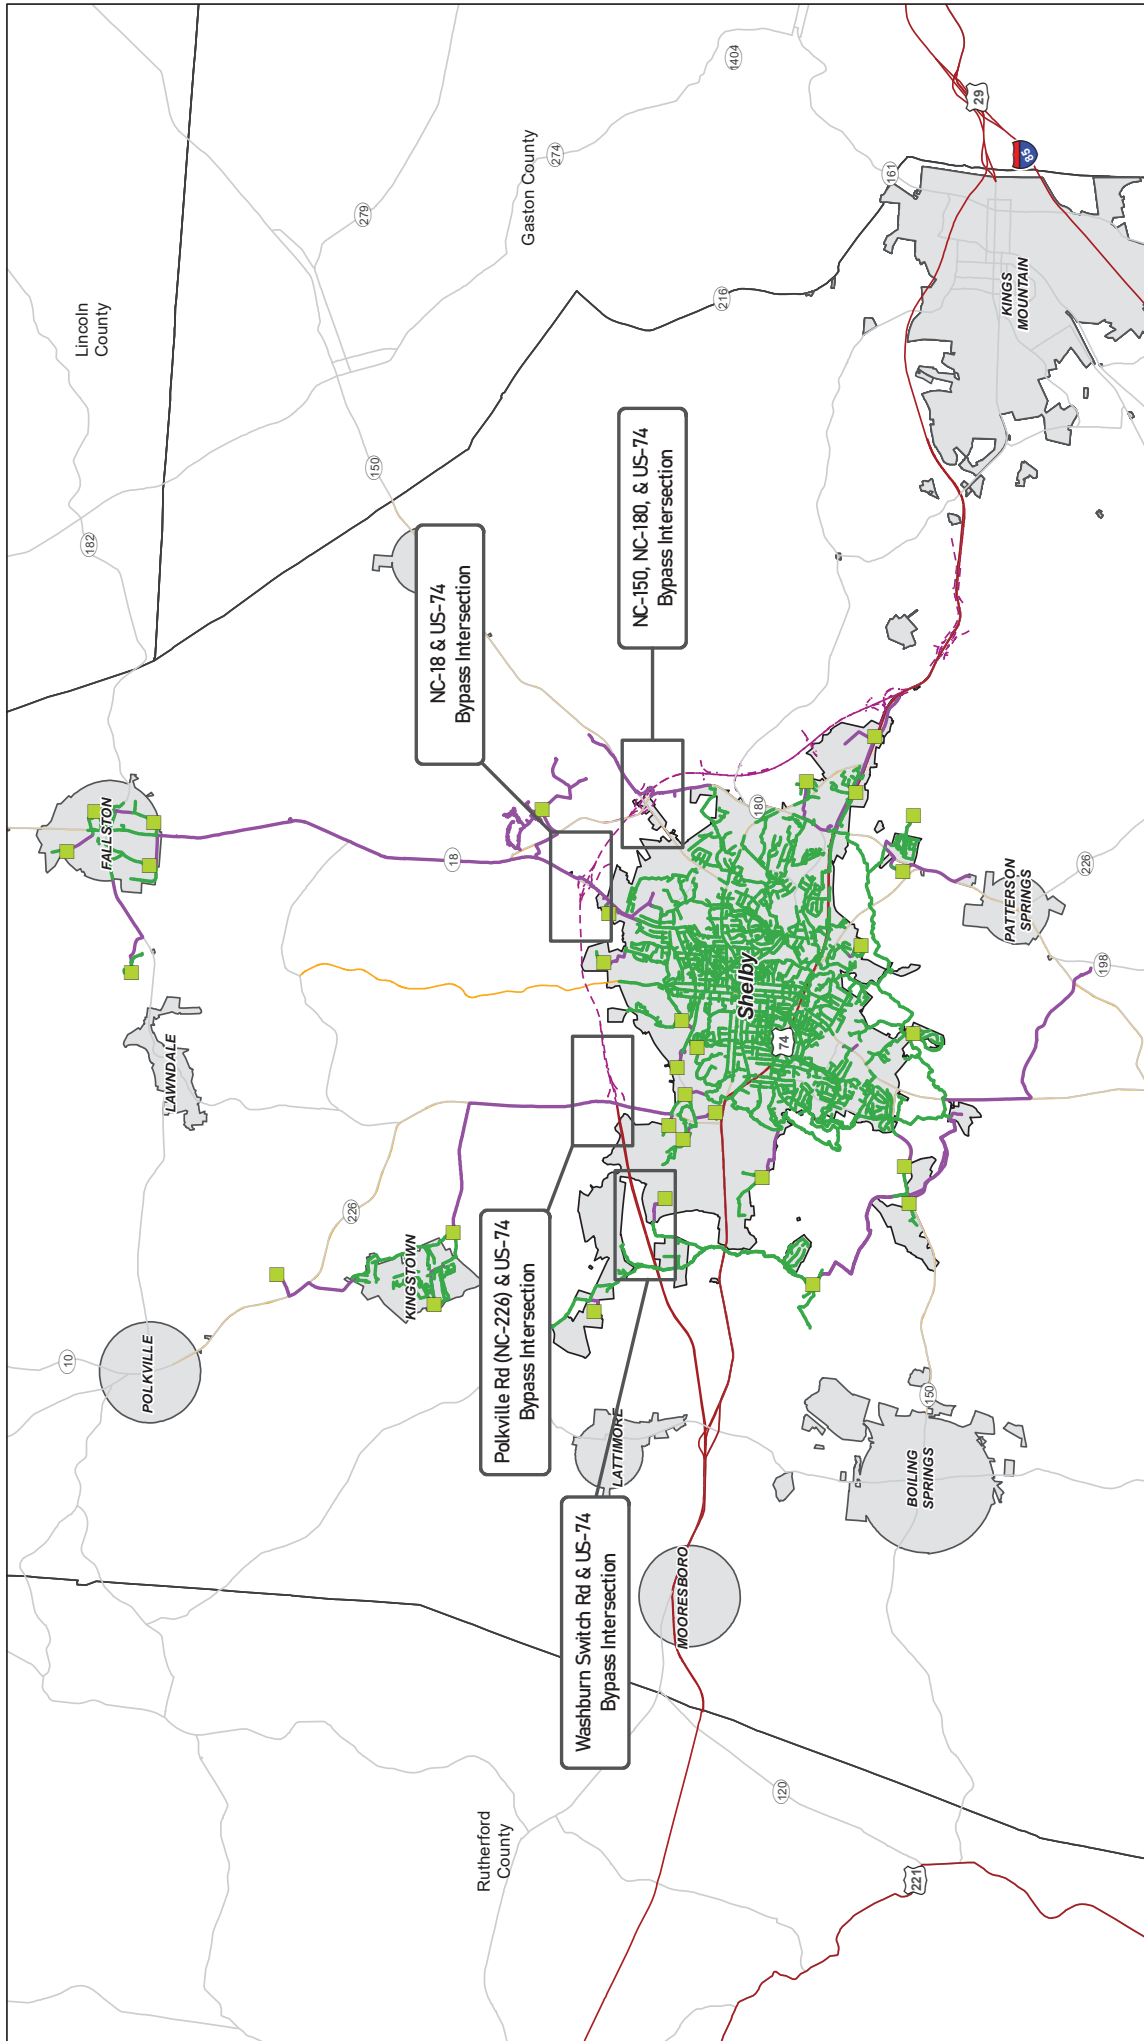 Rutherford
County
221
120
Washburn Switch Rd & US-74
Bypass Intersection
MOORESBORO
LATTIMORE
BOILING
SPRINGS
150
POLKVILLE
10
226
KINGSTOWN
Polkville Rd (NC-226) & US-74
Bypass Intersection
LAWNDALE
FALLSTON
18
182
Lincoln
County
Shelby
74
180
198
PATTERSON
SPRINGS
226
NC-18 & US-74
Bypass Intersection
NC-150, NC-180, & US-74
Bypass Intersection
150
279
Gaston County
274
1404
216
161
29
85
KINGS
MOUNTAIN